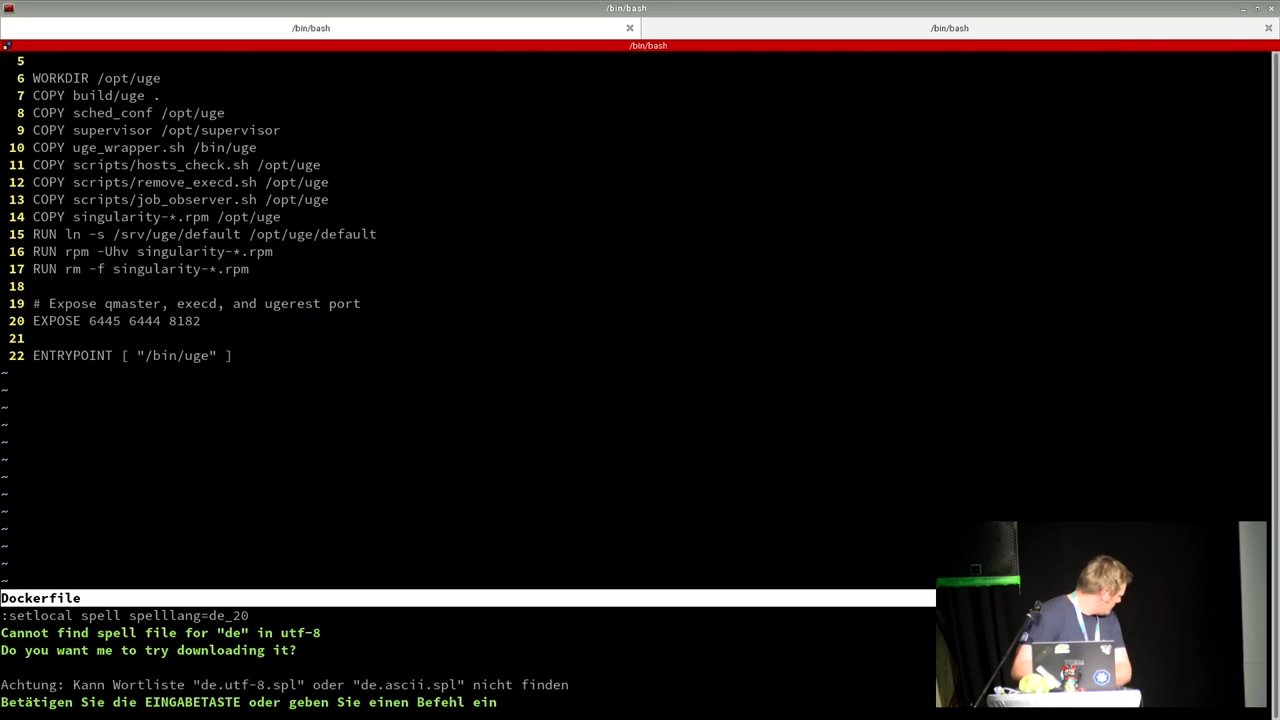 /bin/bash
/bin/bash
/bin/bash
/bin/bash
5
6 WORKDIR /opt/uge
7 COPY build/uge .
8 COPY sched_conf /opt/uge
9 COPY supervisor /opt/supervisor
10 COPY uge_wrapper.sh /bin/uge
11 COPY scripts/hosts_check.sh /opt/uge
12 COPY scripts/remove_execd.sh /opt/uge
13 COPY scripts/job_observer.sh /opt/uge
14 COPY singularity-*.rpm /opt/uge
15 RUN ln -s /srv/uge/default /opt/uge/default
16 RUN rpm -Uhv singularity-*.rpm
17 RUN rm -f singularity-*.rpm
18
19 # Expose qmaster, execd, and ugerest port
20 EXPOSE 6445 6444 8182
21
22 ENTRYPOINT [ "/bin/uge" ]
~
~
~
~
~
~
~
~
~
~
~
~
~
Dockerfile
:setlocal spell spelllang=de_20
Cannot find spell file for "de" in utf-8
Do you want me to try downloading it?
Achtung: Kann Wortliste "de.utf-8.spl" oder "de.ascii.spl" nicht finden
Betätigen Sie die EINGABETASTE oder geben Sie einen Befehl ein